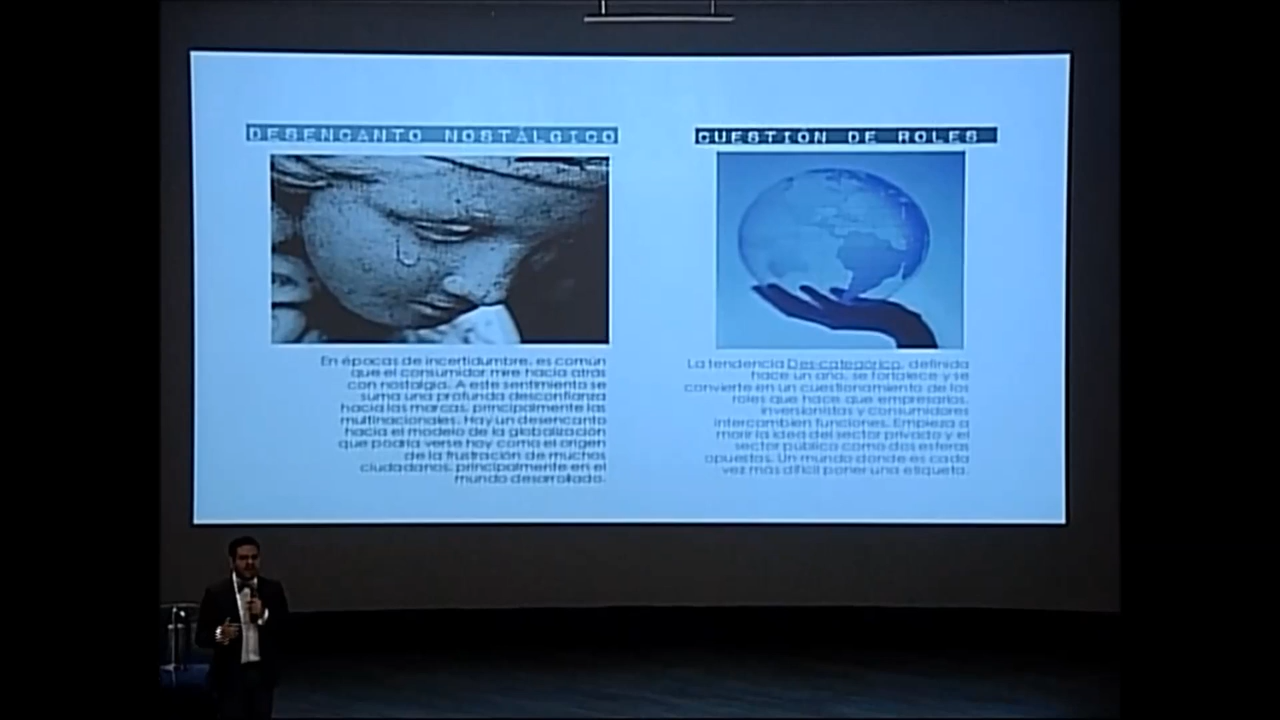 DESENCANTO NOSTÁLGICO
En épocas de incertidumbre, es común
que el consumidor mire hacia atrás
con nostalgia. A este sentimiento se
suma una profunda desconfianza
hacia las marcas, principalmente las
multinacionales. Hay un desencanto
hacia el modelo de la globalización
que podría verse hoy como el origen
de la frustración de muchos
ciudadanos, principalmente en el
mundo desarrollado.
CUESTIÓN DE ROLES
La tendencia Des-categórico, definida
hace un año, se fortalece y se
convierte en un cuestionamiento de los
roles que hace que empresarios,
inversionistas y consumidores
intercambien funciones. Empieza a
morir la idea del sector privado y el
sector público como dos esferas
opuestas. Un mundo donde es cada
vez más difícil poner una etiqueta.